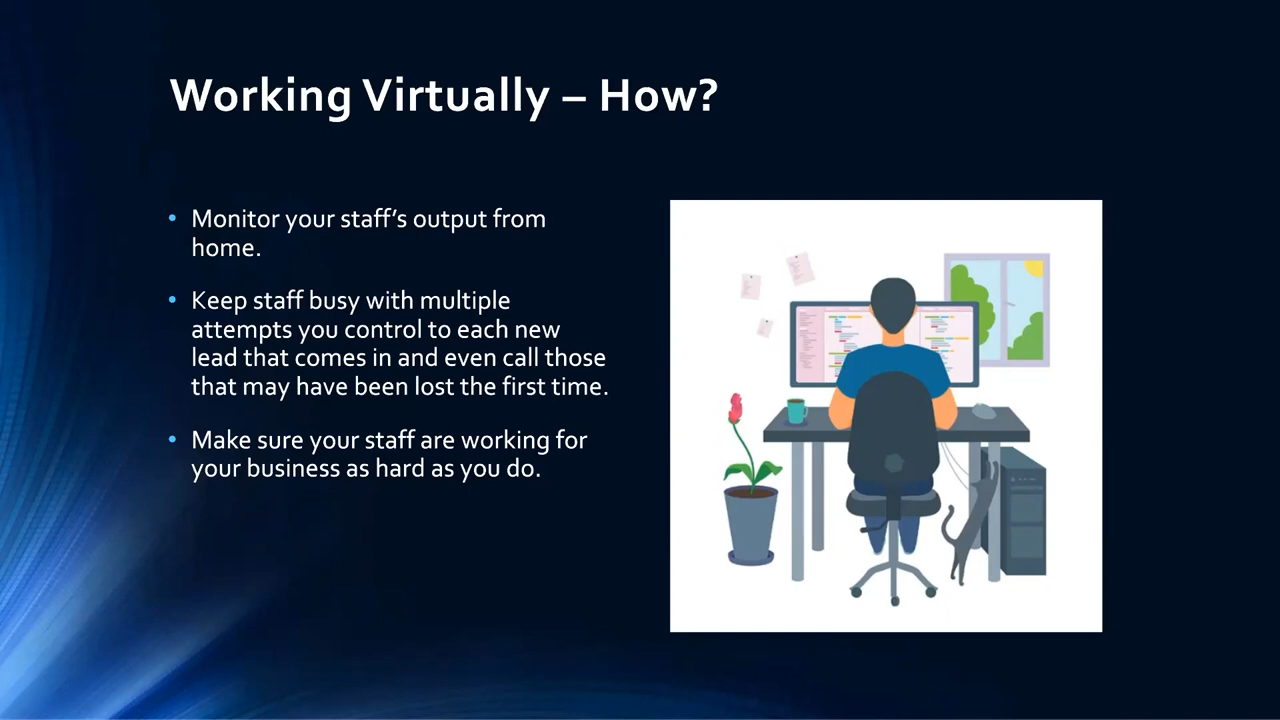 Working Virtually – How?
• Monitor your staff’s output from
home.
• Keep staff busy with multiple
attempts you control to each new
lead that comes in and even call those
that may have been lost the first time.
• Make sure your staff are working for
your business as hard as you do.